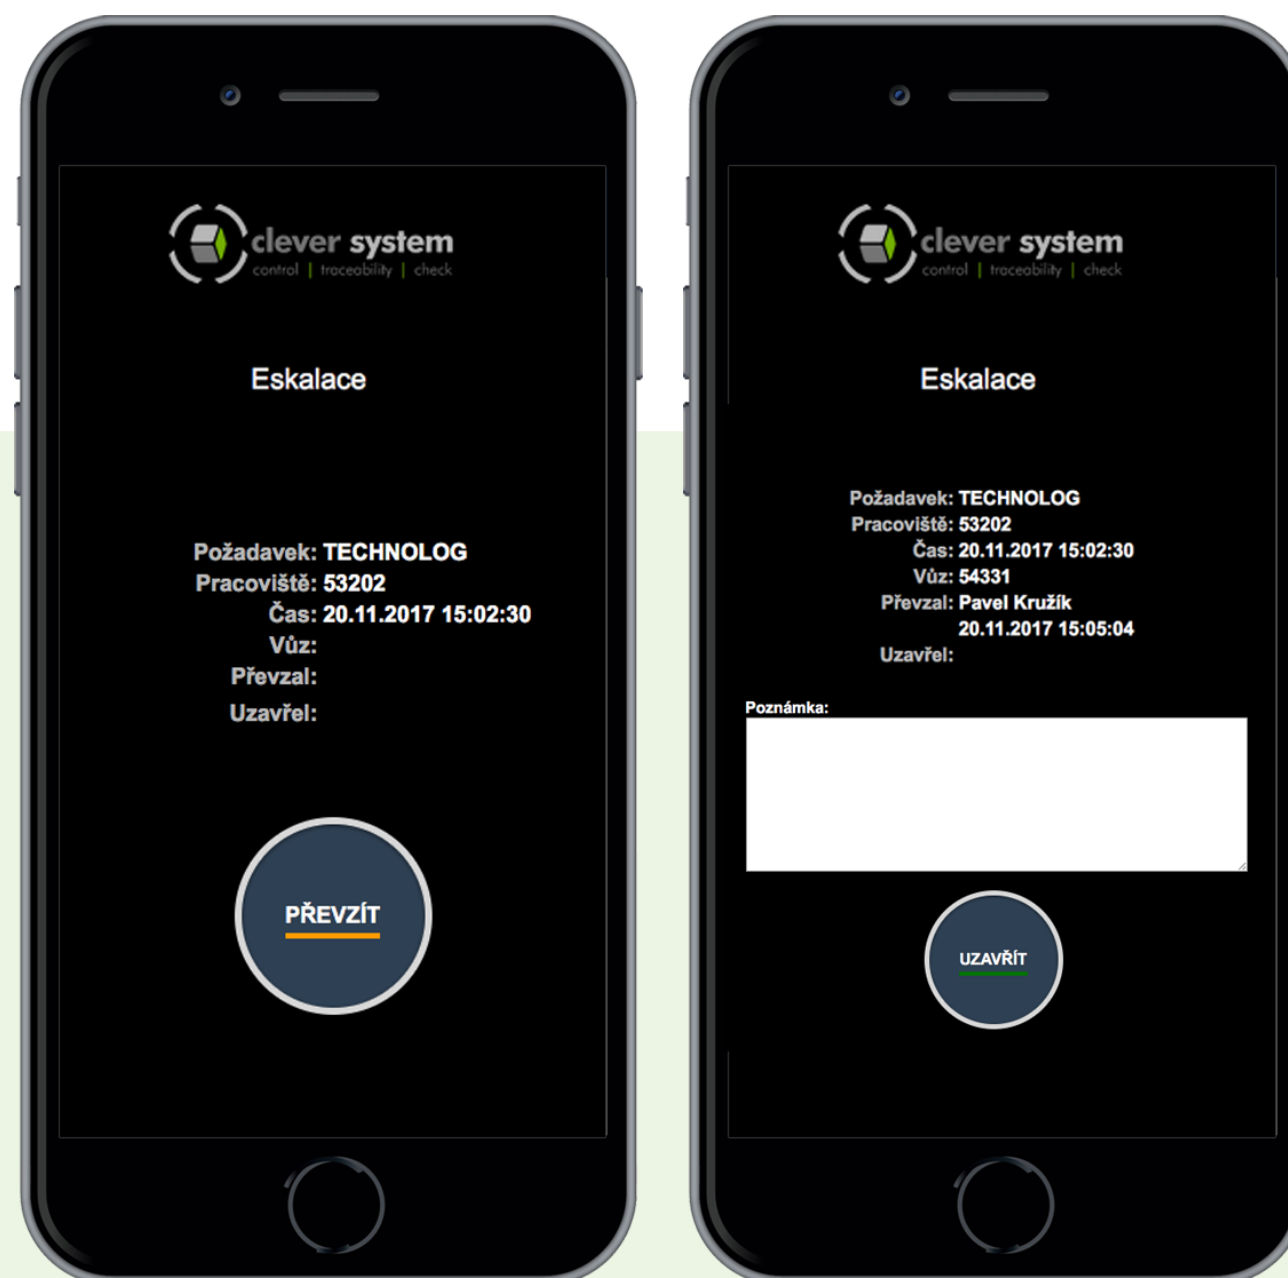 clever system
control | traceability | check
Eskalace
Požadavek: TECHNOLOG
Pracoviště: 53202
Čas: 20.11.2017 15:02:30
Vůz:
Převzal:
Uzavřel:
PŘEVZÍT
clever system
control | traceability | check
Eskalace
Požadavek: TECHNOLOG
Pracoviště: 53202
Čas: 20.11.2017 15:02:30
Vůz: 54331
Převzal: Pavel Kružík
20.11.2017 15:05:04
Uzavřel:
Poznámka:
UZAVŘÍT